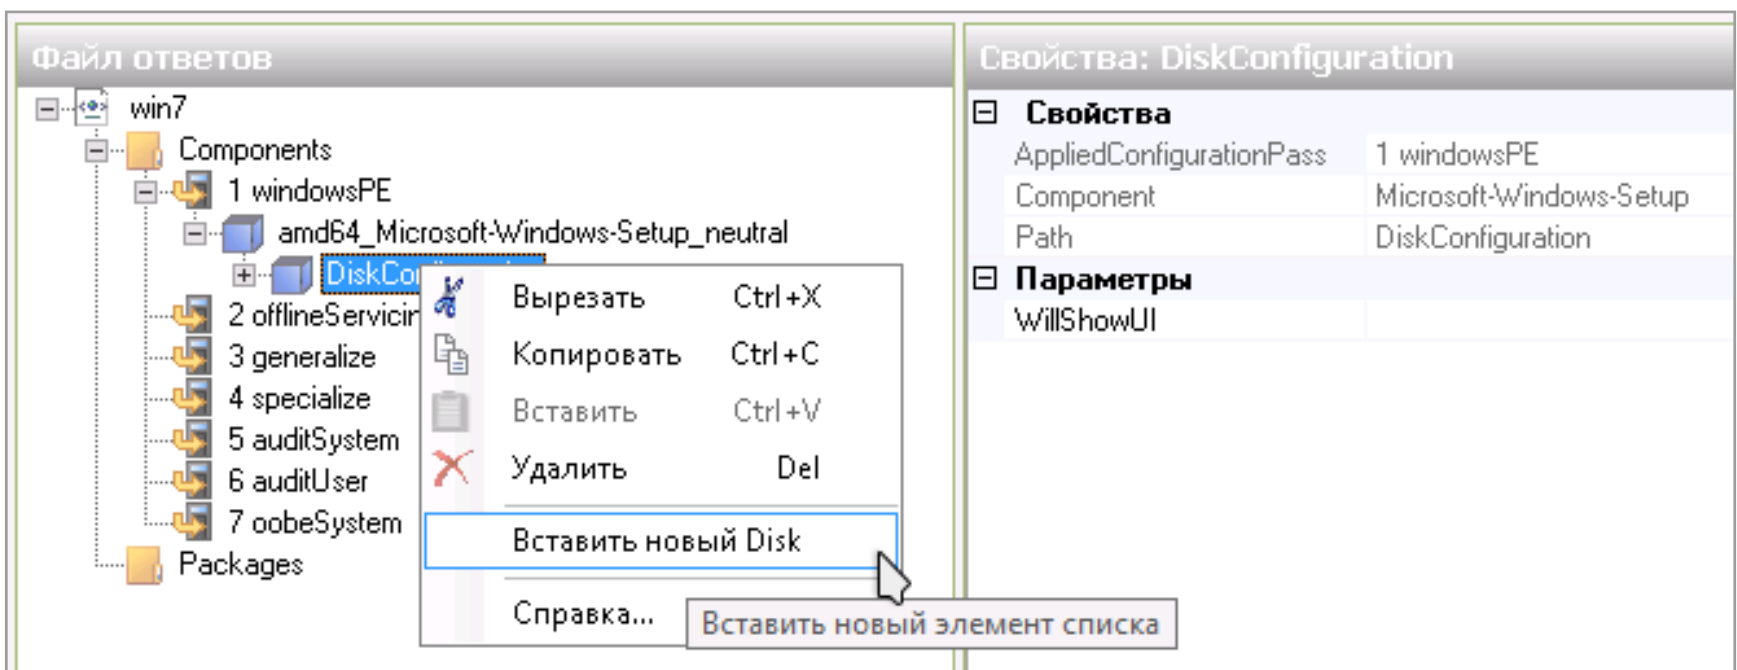 Файл ответов
win7
Components
1 windowsPE
amd64_Microsoft-Windows-Setup_neutral
2 offlineServicin
3 generalize
4 specialize
5 auditSystem
6 auditUser
7 oobeSystem
Packages
Вырезать Ctrl+X
Копировать Ctrl+C
Вставить Ctrl+V
Удалить Del
Вставить новый Disk
Справка...
Вставить новый элемент списка
Свойства: DiskConfiguration
Свойства
AppliedConfigurationPass 1 windowsPE
Component Microsoft-Windows-Setup
Path DiskConfiguration
Параметры
WillShowUI